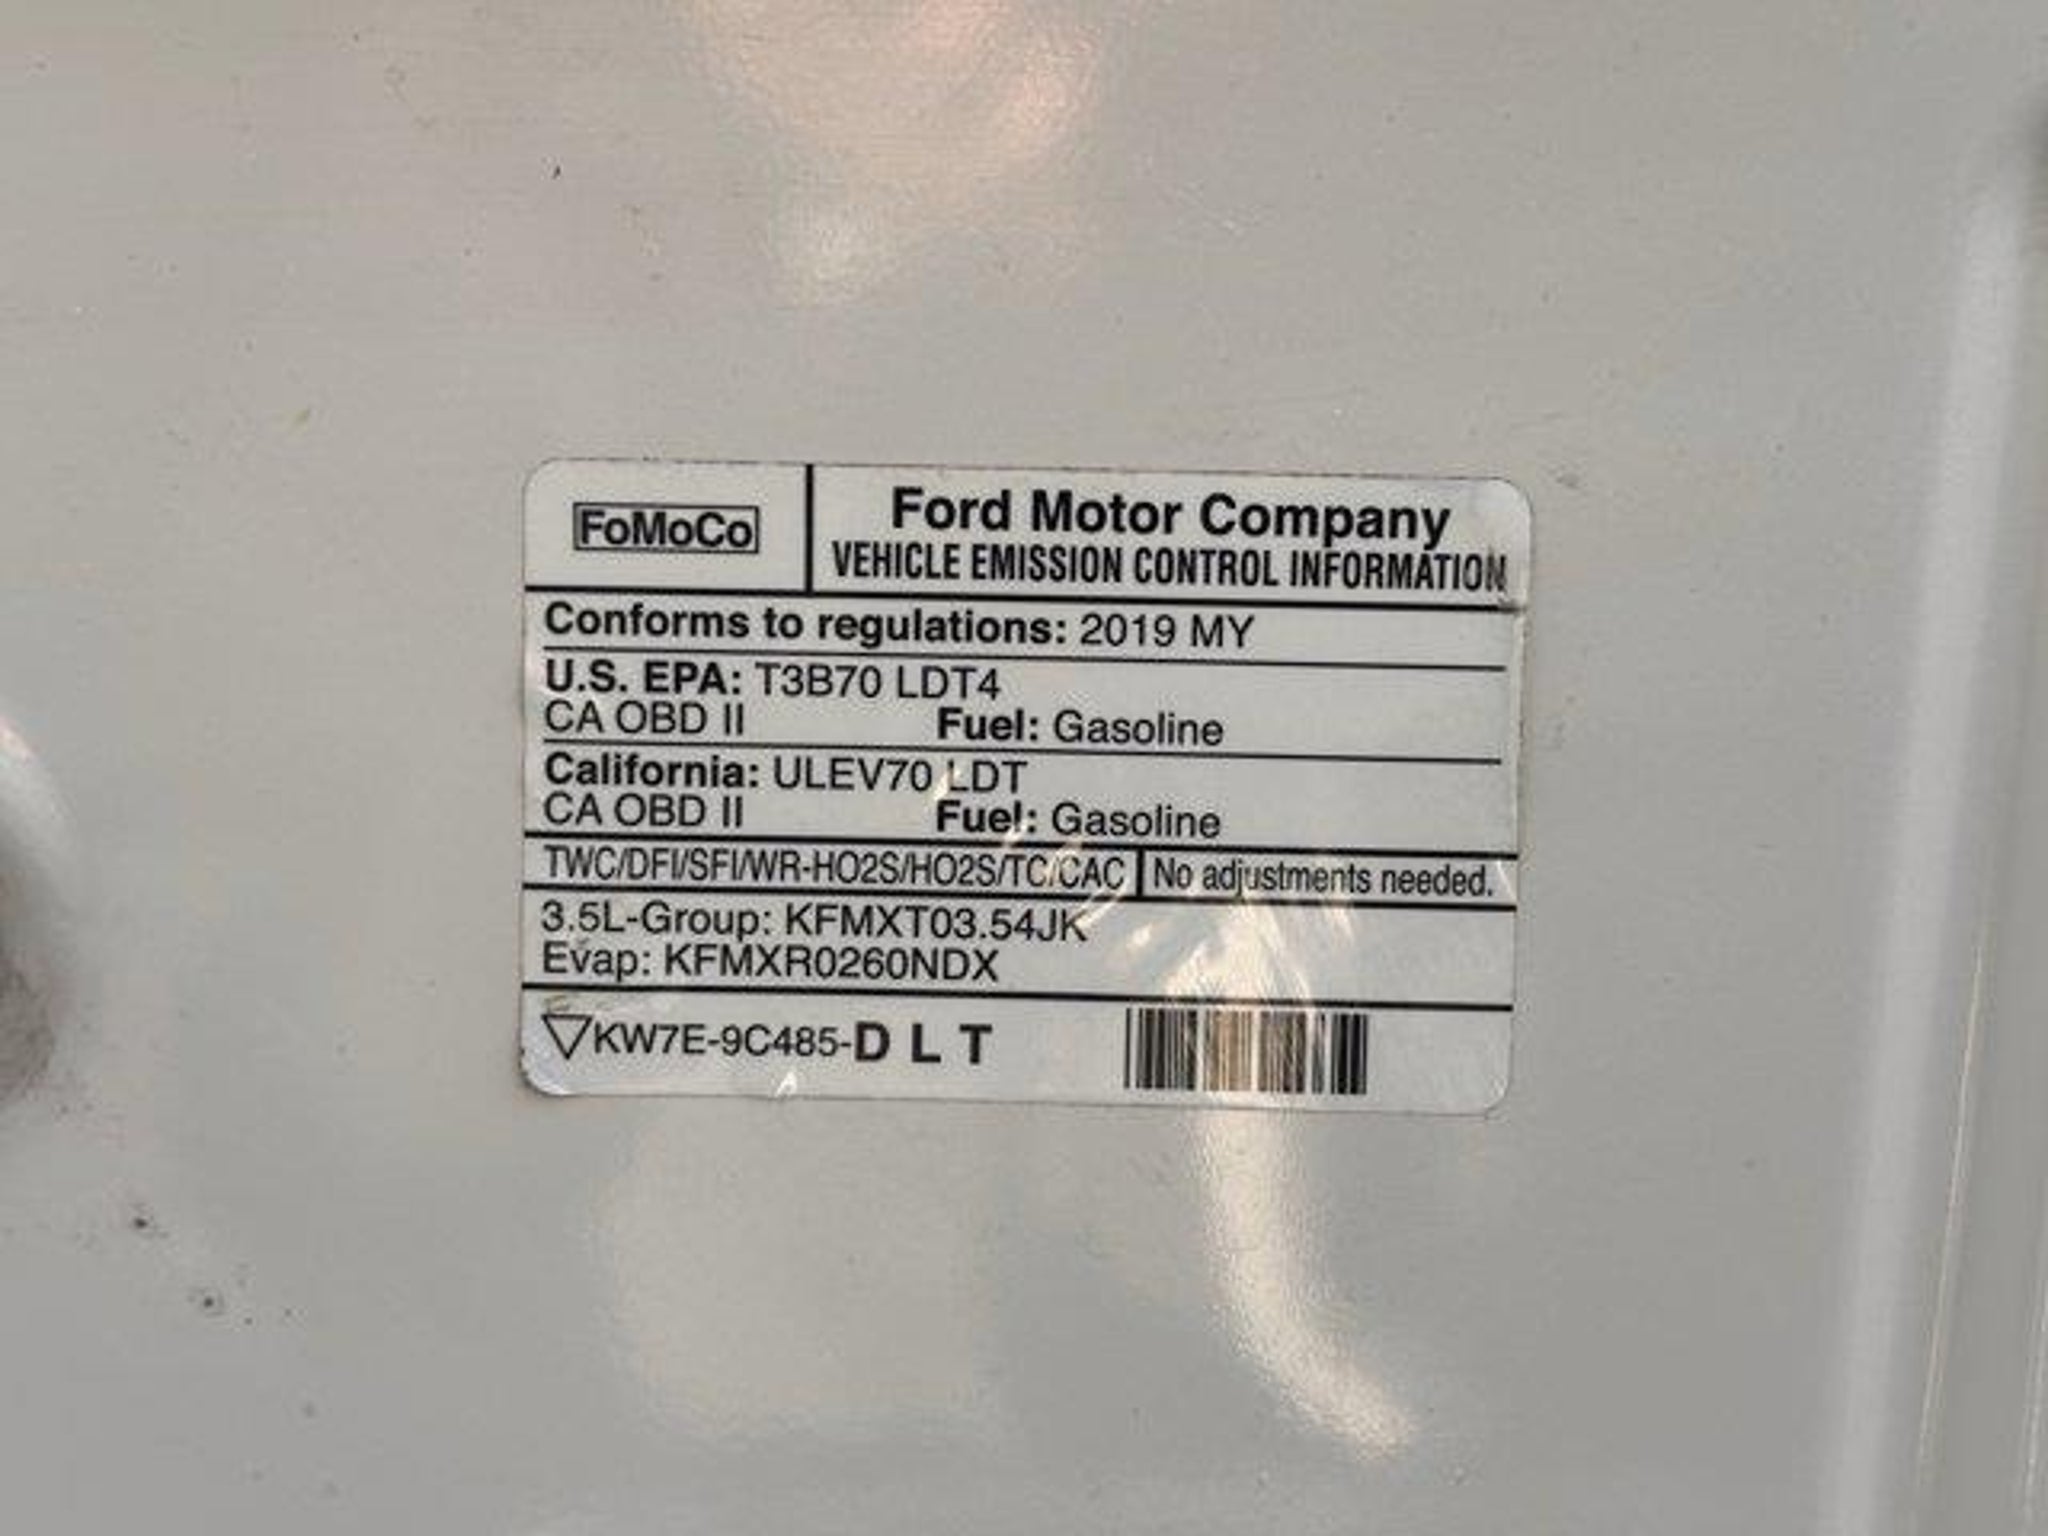 FoMoCo
Ford Motor Company
VEHICLE EMISSION CONTROL INFORMATION
Conforms to regulations: 2019 MY
U.S. EPA: T3B70 LDT4
CA OBD II Fuel: Gasoline
California: ULEV70 LDT
CA OBD II Fuel: Gasoline
TWC/DFI/SFI/WR-HO2S/HO2S/TC/CAC No adjustments needed.
3.5L-Group: KFMXT03.54JK
Evap: KFMXR0260NDX
KW7E-9C485-D L T